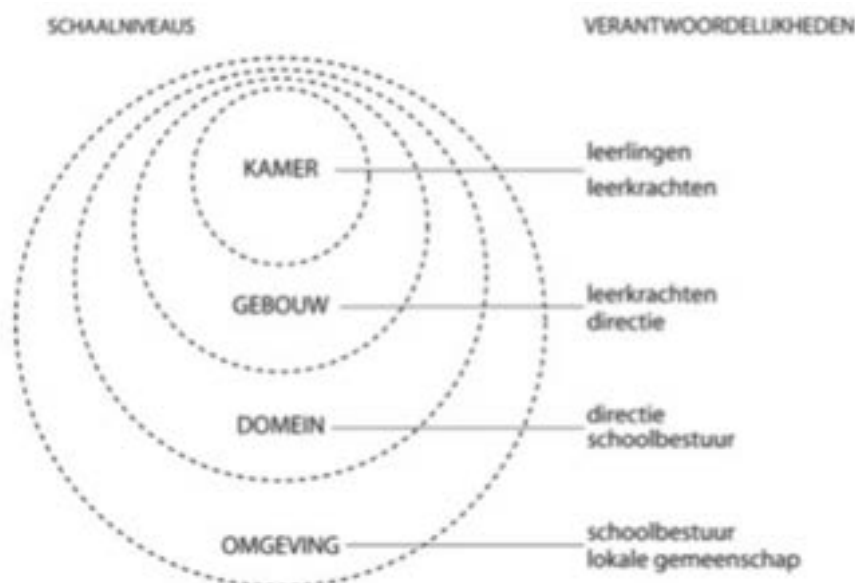 SCHAALNIVEAUS
VERANTWOORDELIJKHEDEN
KAMER
leerlingen
leerkrachten
GEBOUW
leerkrachten
directie
DOMEIN
directie
schoolbestuur
OMGEVING
schoolbestuur
lokale gemeenschap